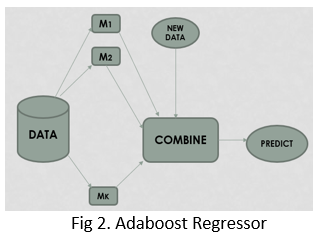 M1
M2
NEW
DATA
DATA
COMBINE
PREDICT
MK
Fig 2. Adaboost Regressor